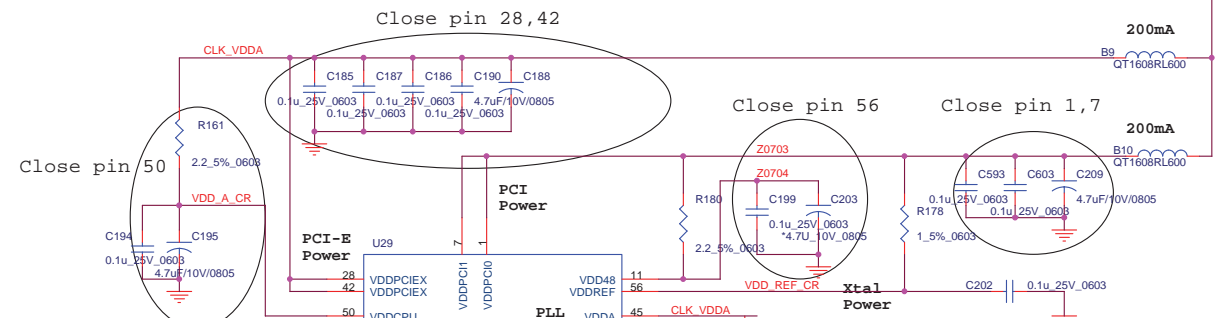 Close pin 28,42
200mA
CLK_VDDA
B9
QT1608RL600
C185
C187
C186
C190
C188
0.1u_25V_0603
0.1u_25V_0603
4.7uF/10V/0805
0.1u_25V_0603
0.1u_25V_0603
Close pin 56
Close pin 1,7
R161
200mA
Close pin 50
2.2_5%_0603
Z0703
B10
QT1608RL600
Z0704
C593
C603
C209
VDD_A_CR
PCI
Power
R180
C199
C203
0.1u_25V_0603
4.7uF/10V/0805
R178
0.1u_25V_0603
C194
C195
0.1u_25V_0603
*4.7U_10V_0805
PCI-E
Power
U29
7
1
2.2_5%_0603
1_5%_0603
0.1u_25V_0603
4.7uF/10V/0805
28
VDDPCIEX
VDDPCI1
VDDPCI0
VDD48
11
42
VDDPCIEX
VDDREF
56
VDD_REF_CR
Xtal
Power
C202
0.1u_25V_0603
50
VDDCPU
PLL
VDDA
45
CLK_VDDA